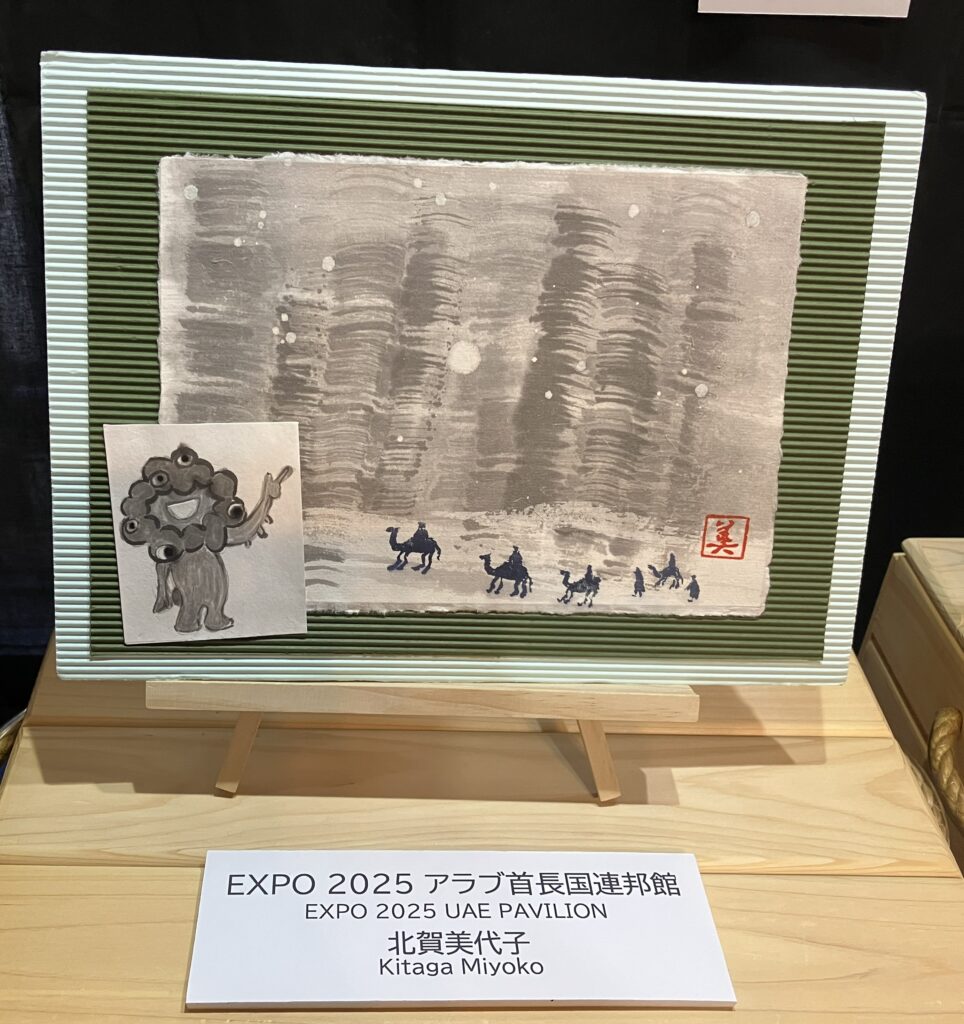 美
EXPO 2025 アラブ首長国連邦館
EXPO 2025 UAE PAVILION
北賀美代子
Kitaga Miyoko